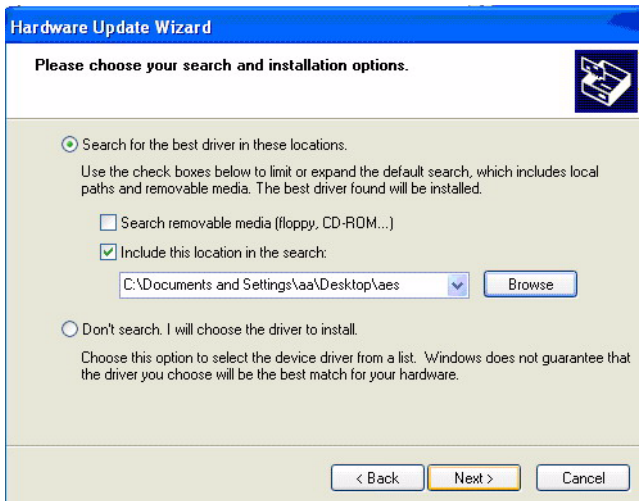 Hardware Update Wizard
Please choose your search and installation options.
Search for the best driver in these locations.
Use the check boxes below to limit or expand the default search, which includes local
paths and removable media. The best driver found will be installed.
Search removable media (floppy, CD-ROM...)
Include this location in the search:
C:\Documents and Settings\aa\Desktop\aes
Browse
Don't search. I will choose the driver to install.
Choose this option to select the device driver from a list. Windows does not guarantee that
the driver you choose will be the best match for your hardware.
< Back Next > Cancel